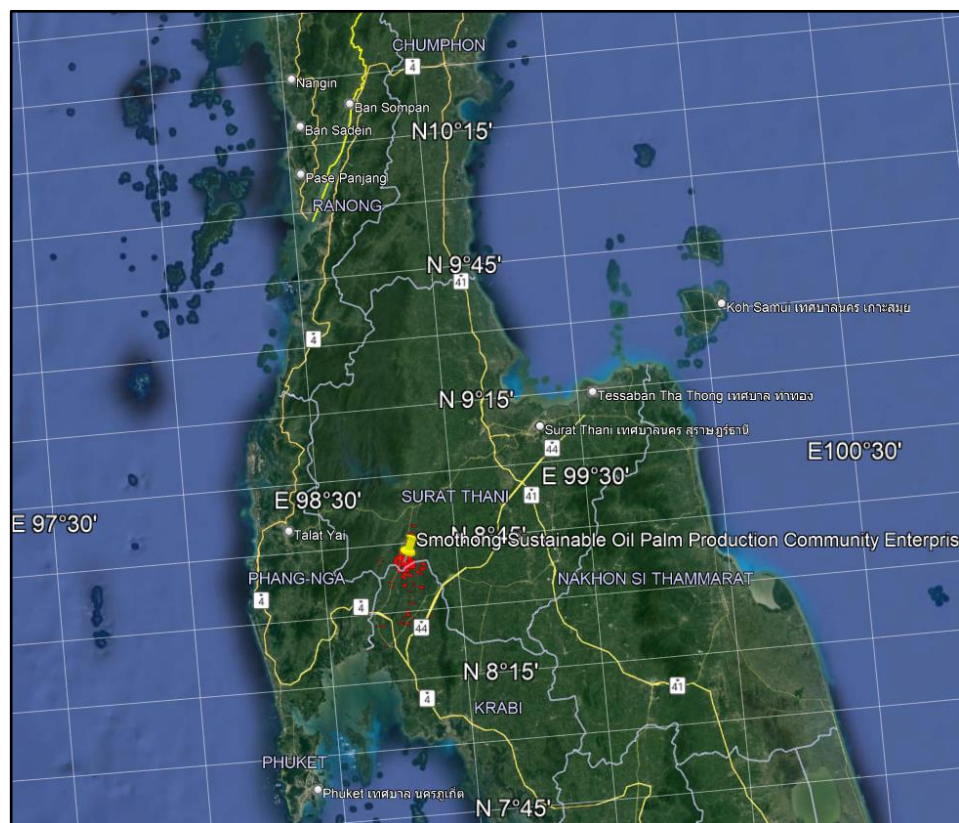 CHUMPHON
4
Nangin
Ban Sompan
Ban Sadein
N10°15'
Pase Panjang
RANONG
N 9°45'
41
Koh Samui เทศบาลนคร เกาะสมุย
4
N 9°15'
Tessaban Tha Thong เทศบาล ท่าทอง
Surat Thani เทศบาลนคร สุราษฎร์ธานี
44
E100°30'
E 99°30'
SURAT THANI
41
E 98°30'
E 97°30'
N 8°45'
Talat Yai
Smothong Sustainable Oil Palm Production Community Enterpris
PHANG-NGA
NAKHON SI THAMMARAT
4
4
44
N 8°15'
41
4
KRABI
PHUKET
Phuket เทศบาล นครภูเก็ต
N 7°45'